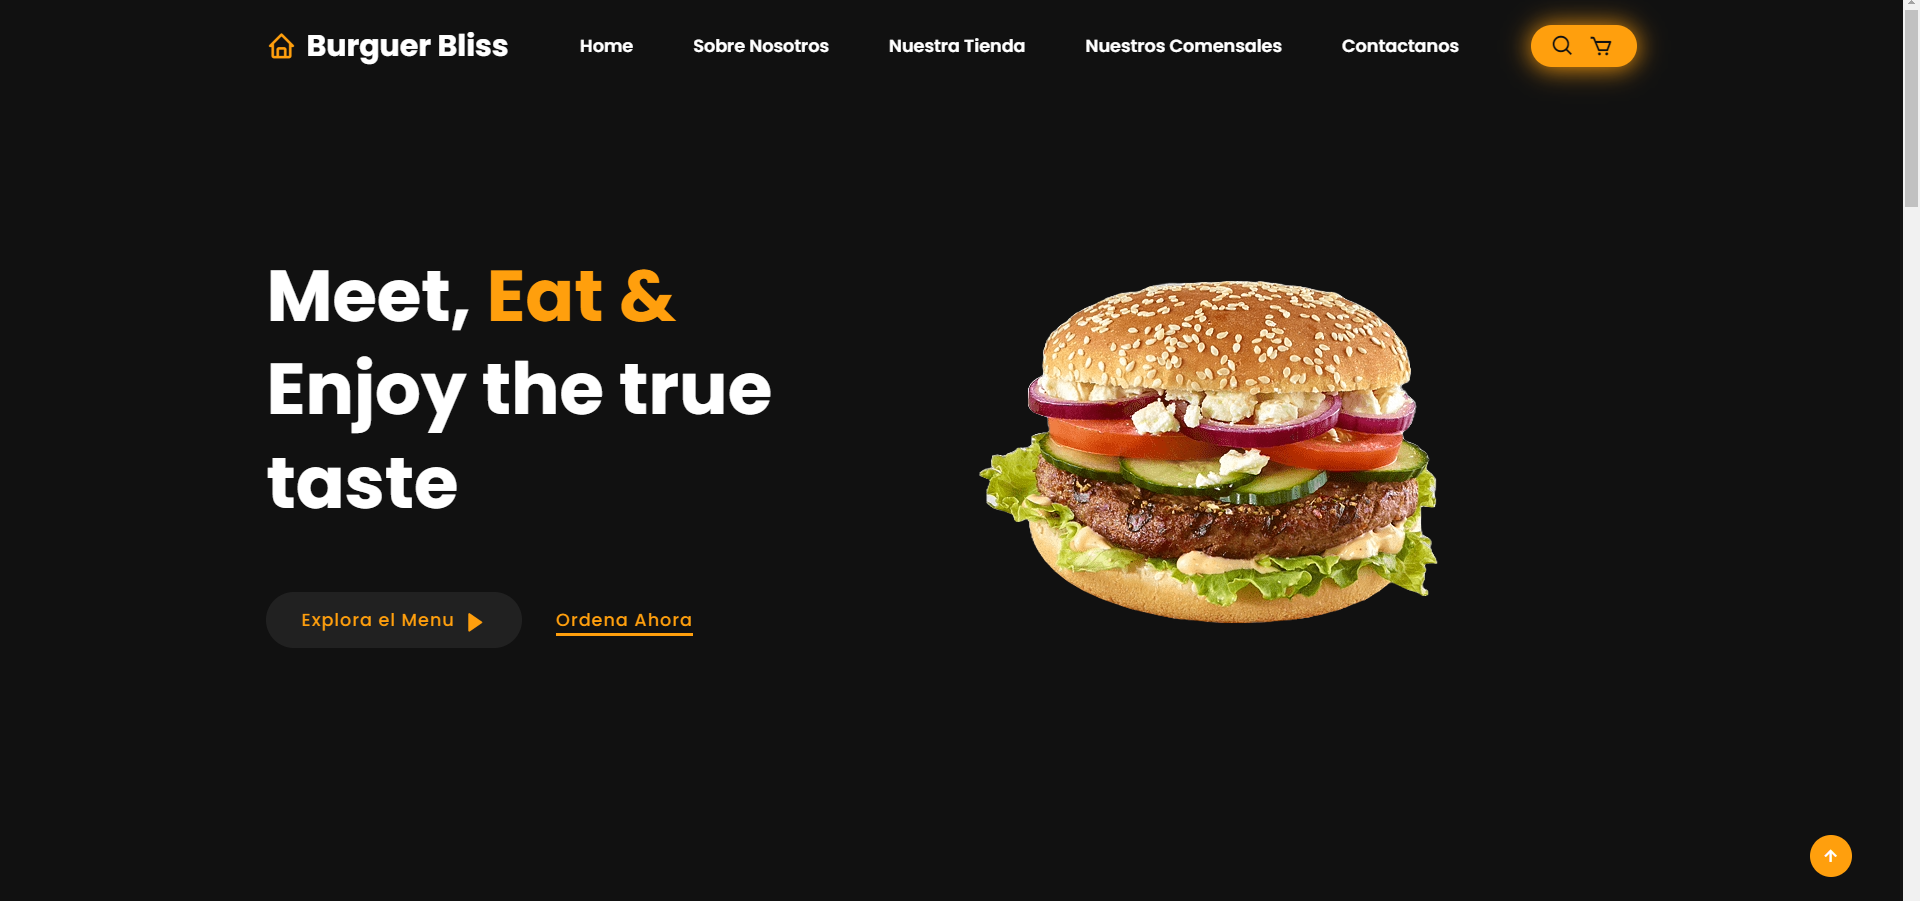 Burguer Bliss
Home
Sobre Nosotros
Nuestra Tienda
Nuestros Comensales
Contactanos
Meet, Eat &
Enjoy the true
taste
Explora el Menu
Ordena Ahora